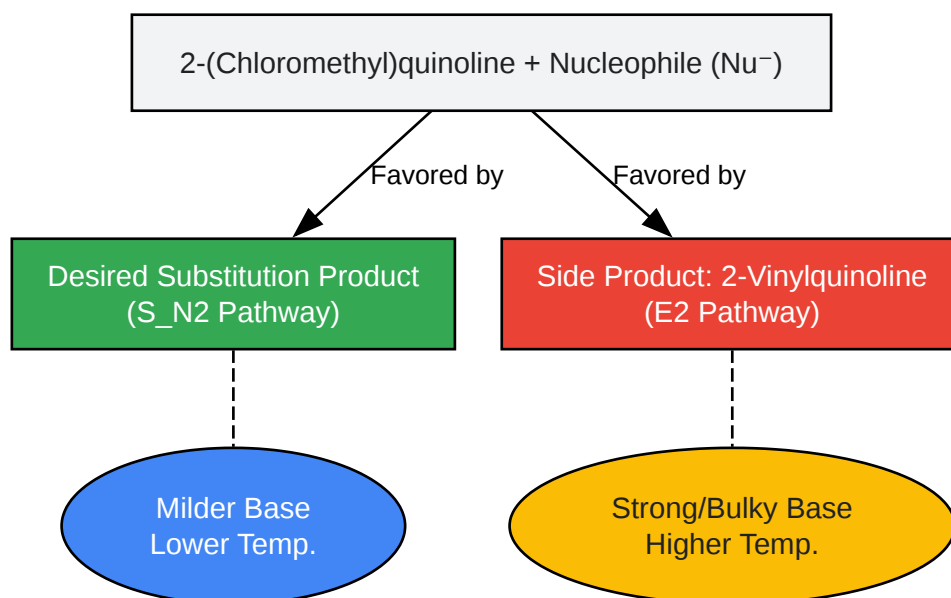 2-(Chloromethyl)quinoline + Nucleophile (Nu⁻)
Favored by
Favored by
Desired Substitution Product
(S_N2 Pathway)
Side Product: 2-Vinylquinoline
(E2 Pathway)
Milder Base
Lower Temp.
Strong/Bulky Base
Higher Temp.